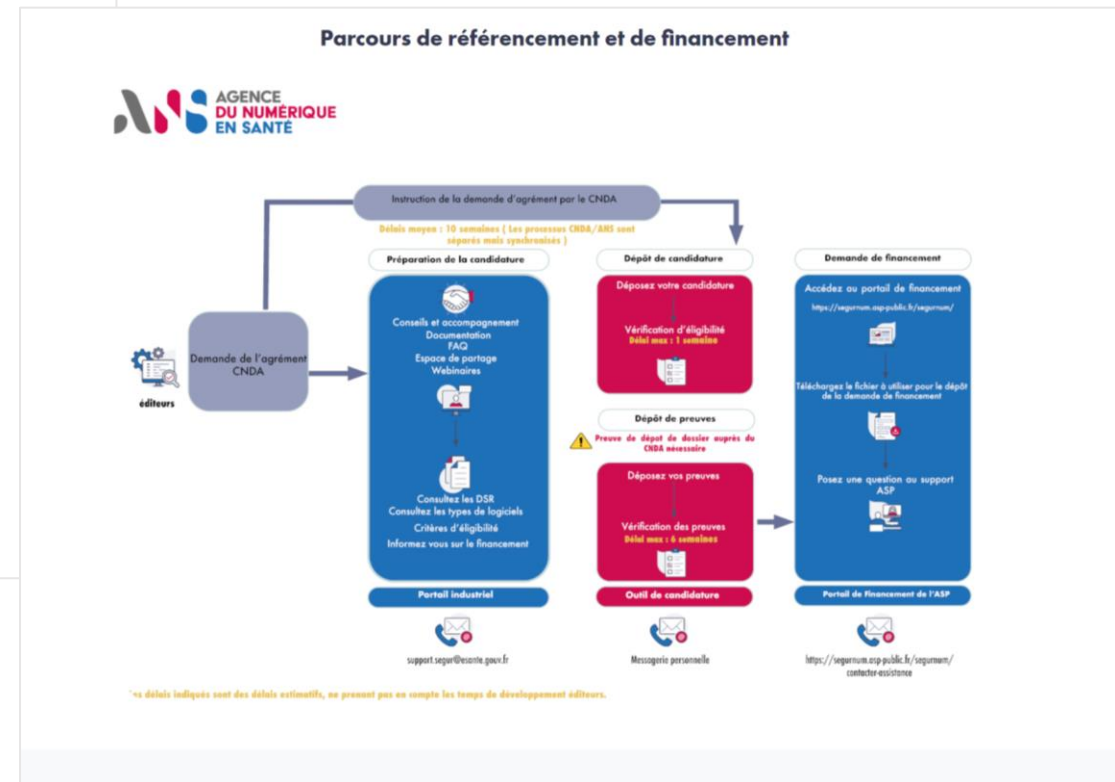 Parcours de référencement et de financement
AGENCE
DU NUMÉRIQUE
EN SANTÉ
Instruction de la demande d'agrément par le CNDA
Délais moyen : 10 semaines ( Les processus CNDA/ANS sont
séparés mais synchronisés )
éditeurs
Demande de l'agrément
CNDA
Préparation de la candidature
Conseils et accompagnement
Documentation
FAQ
Espace de partage
Webinaires
Consultez les DSR
Consultez les types de logiciels
Critères d'éligibilité
Informez vous sur le financement
Portail industriel
support.segur@esante.gouv.fr
Dépôt de candidature
Déposez votre candidature
Vérification d'éligibilité
Délai max : 1 semaine
Dépôt de preuves
Preuve de dépot de dossier auprès du
CNDA nécessaire
Déposez vos preuves
Vérification des preuves
Délai max : 6 semaines
Outil de candidature
Messagerie personnelle
Demande de financement
Accédez au portail de financement
https://segurnum.asp-public.fr/segurnum/
Téléchargez le fichier à utiliser pour le dépôt
de la demande de financement
Posez une question au support
ASP
Portail de Financement de l'ASP
https://segurnum.asp-public.fr/segurnum/
contacter-assistance
délais indiqués sont des délais estimatifs, ne prenant pas en compte les temps de développement éditeurs.